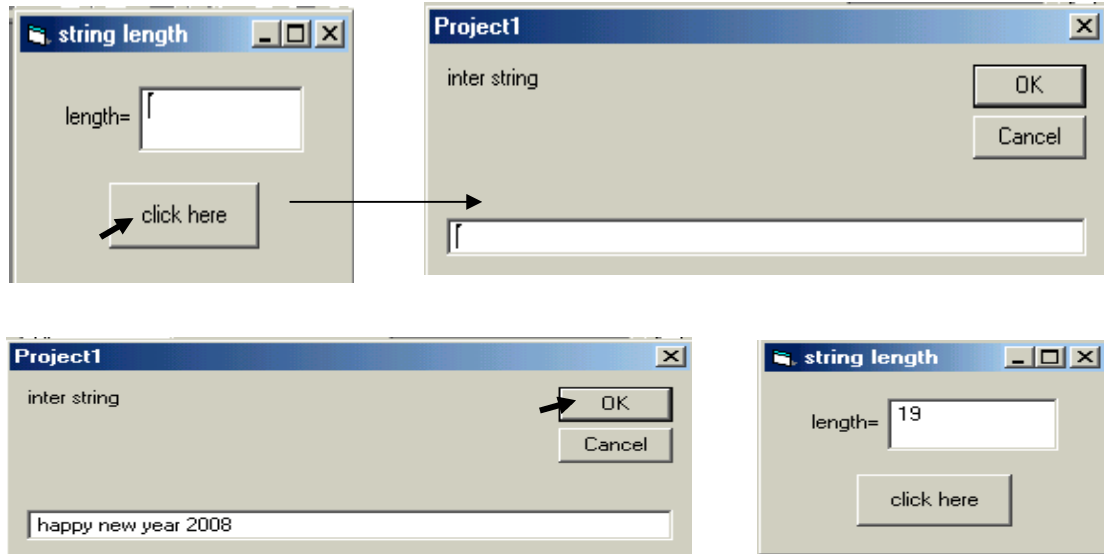 string length
length=
click here
Project1
inter string
OK
Cancel
Project1
inter string
OK
Cancel
happy new year 2008
string length
length= 19
click here